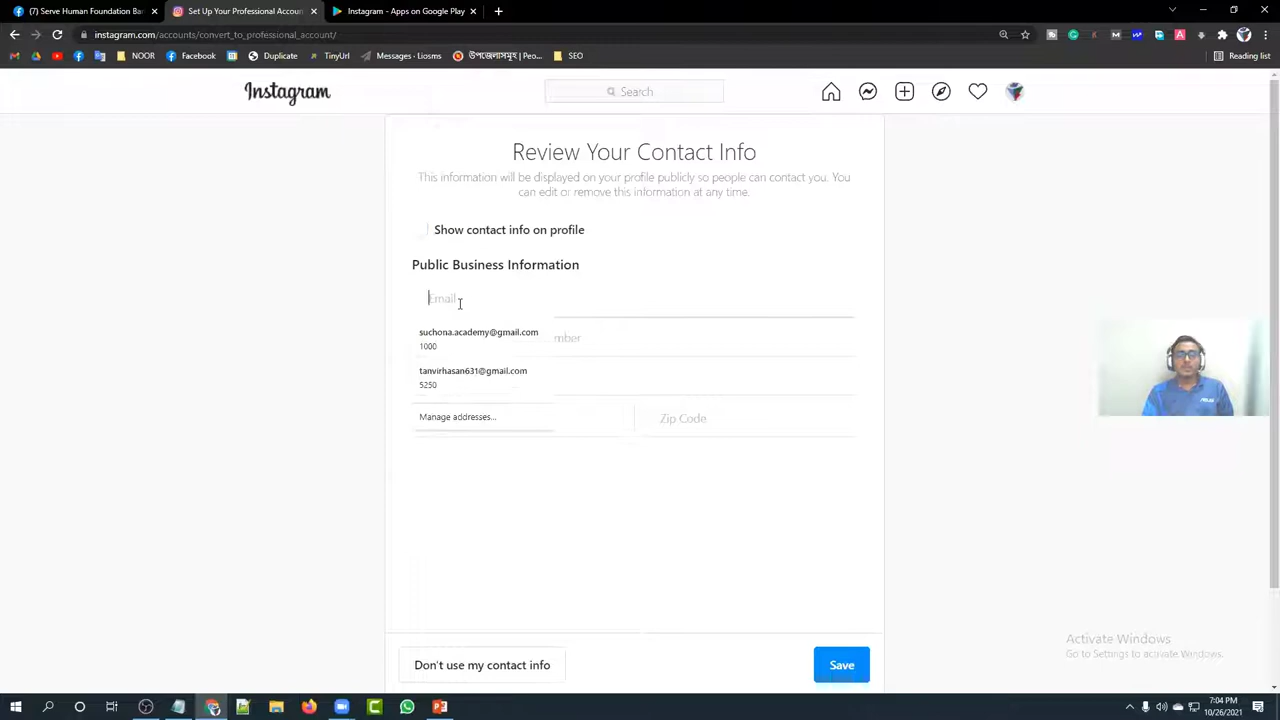 (7) Serve Human Foundation Ba
Set Up Your Professional Accoun
Instagram - Apps on Google Play
instagram.com/accounts/convert_to_professional_account/
NOOR
Facebook
Duplicate
TinyUrl
Messages - Liosms
উপজেলাসমূহ | Peo...
SEO
Reading list
Instagram
Search
Review Your Contact Info
This information will be displayed on your profile publicly so people can contact you. You
can edit or remove this information at any time.
Show contact info on profile
Public Business Information
Email
suchona.academy@gmail.com
1000
mber
tanvirhasan631@gmail.com
5250
Manage addresses...
Zip Code
Don't use my contact info
Save
Activate Windows
Go to Settings to activate Windows.
7:04 PM
10/26/2021